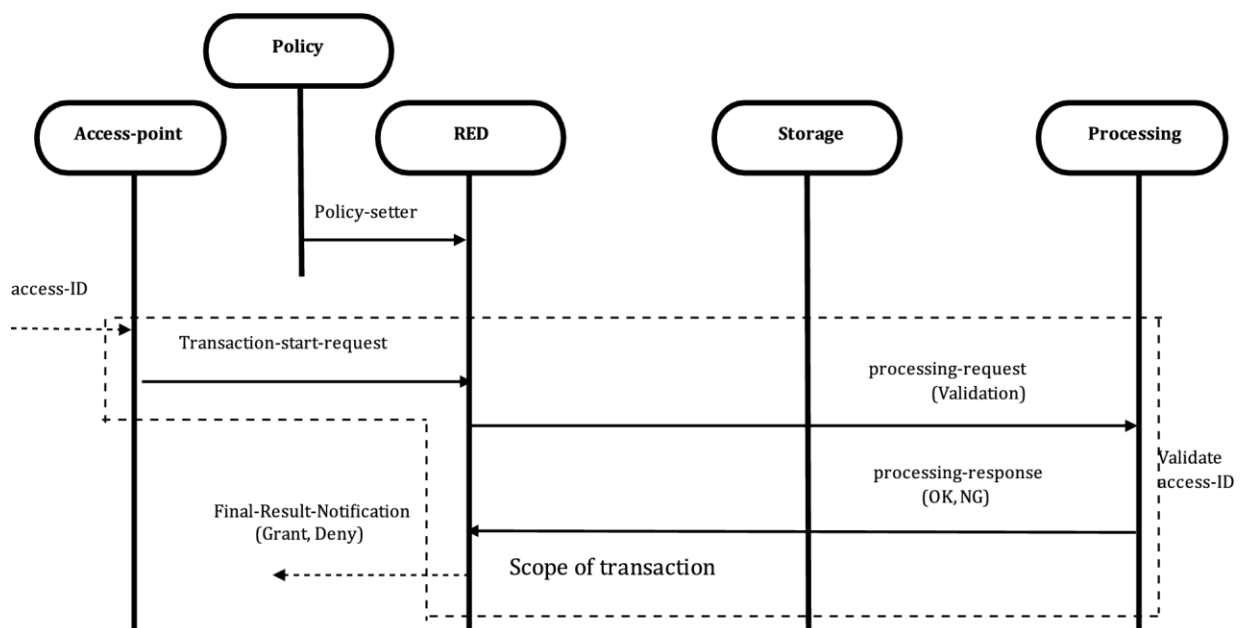 Policy
Access-point
RED
Storage
Processing
Policy-setter
access-ID
Transaction-start-request
processing-request
(Validation)
processing-response
(OK, NG)
Validate
access-ID
Final-Result-Notification
(Grant, Deny)
Scope of transaction